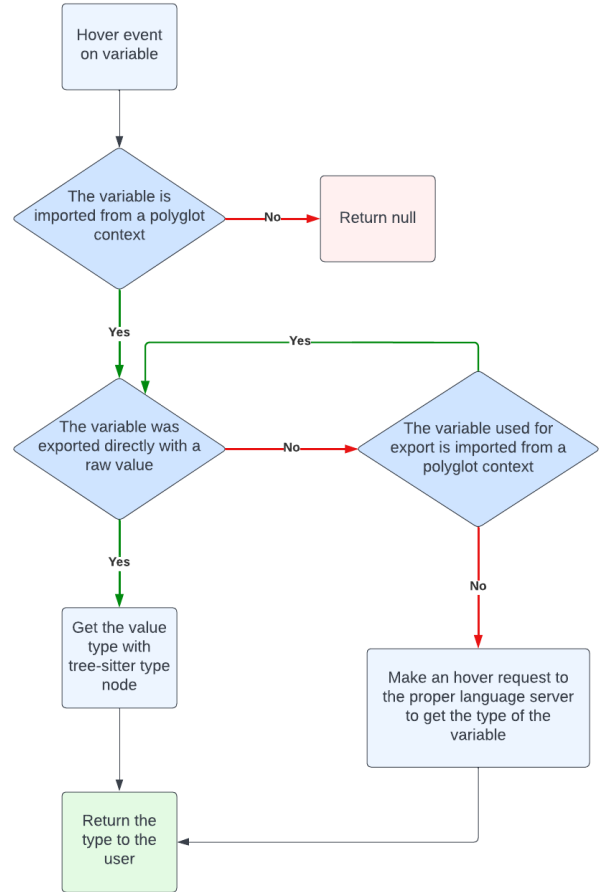 Hover event
on variable
The variable is
imported from a polyglot
context
No
Return null
Yes
Yes
The variable was
exported directly with a
raw value
No
The variable used for
export is imported from a
polyglot context
Yes
No
Get the value
type with
tree-sitter type
node
Make an hover request to
the proper language server
to get the type of the
variable
Return the
type to the
user